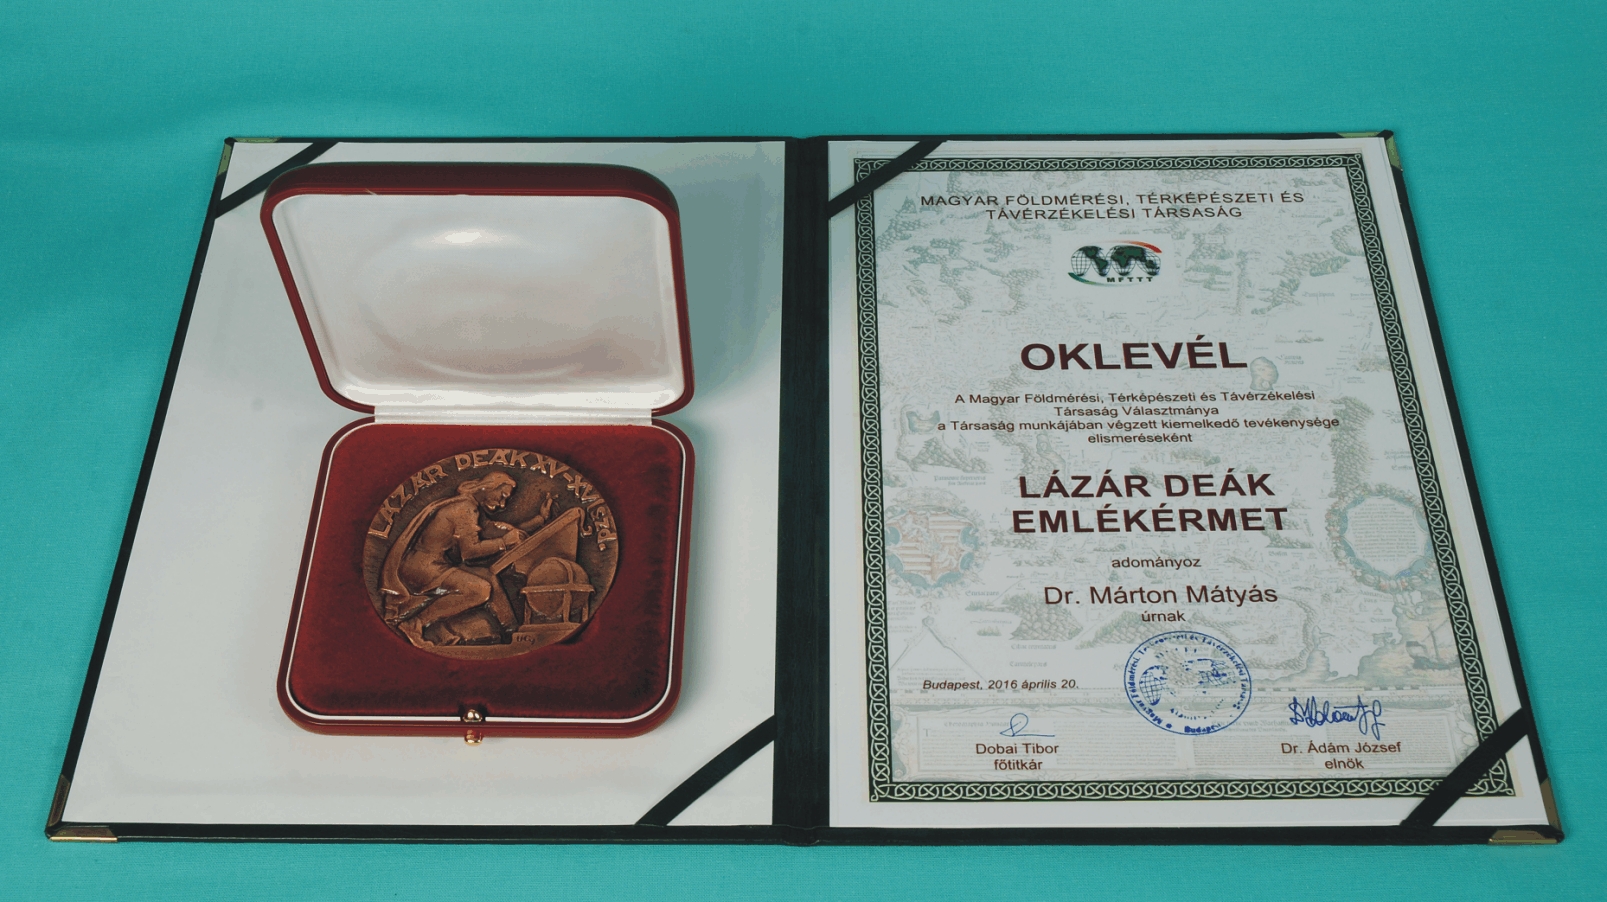 LÁZÁR DEÁK XV-XVI.SZD.
MAGYAR FÖLDMÉRÉSI, TÉRKÉPÉSZETI ÉS
TÁVÉRZÉKELÉSI TÁRSASÁG
MFTTT
OKLEVÉL
A Magyar Földmérési, Térképészeti és Távérzékelési
Társaság Választmánya
a Társaság munkájában végzett kiemelkedő tevékenysége
elismeréseként
LÁZÁR DEÁK
EMLÉKÉRMET
adományoz
Dr. Márton Mátyás
úrnak
Budapest, 2016 április 20.
Budapest
Dobai Tibor
főtitkár
Dr. Ádám József
elnök